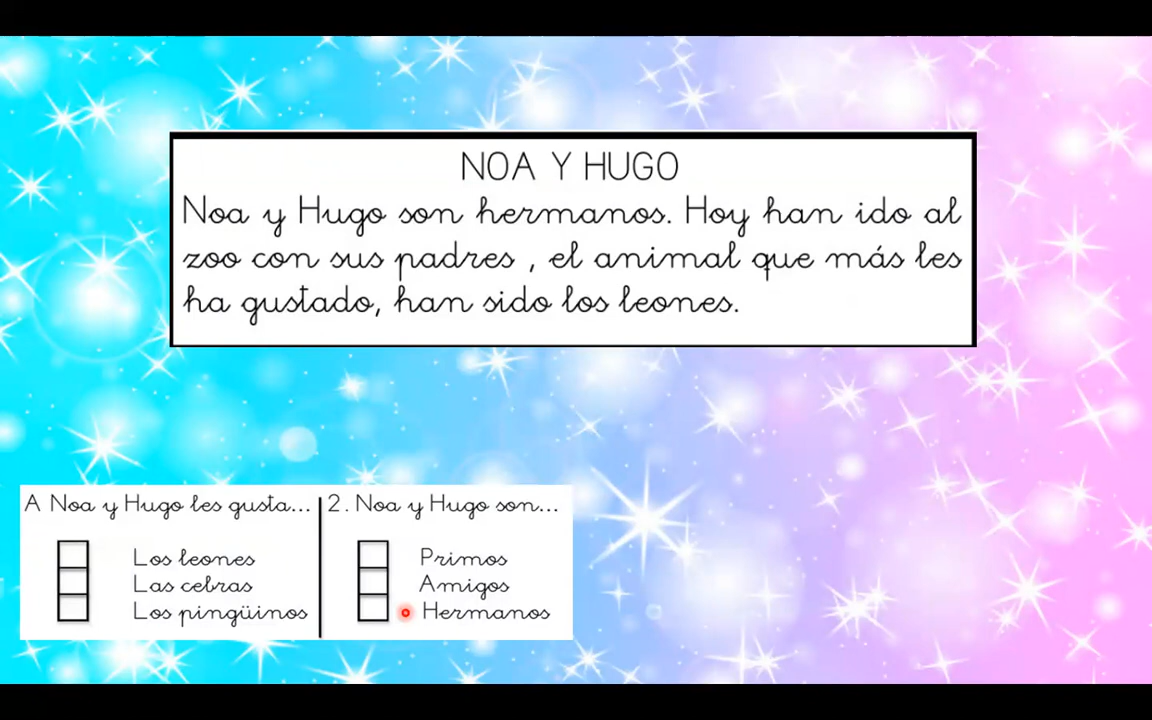 NOA Y HUGO
Noa y Hugo son hermanos. Hoy han ido al
zoo con sus padres , el animal que más les
ha gustado, han sido los leones.
A Noa y Hugo les gusta...
Los leones
Las cebras
Los pingüinos
2. Noa y Hugo son...
Primos
Amigos
Hermanos